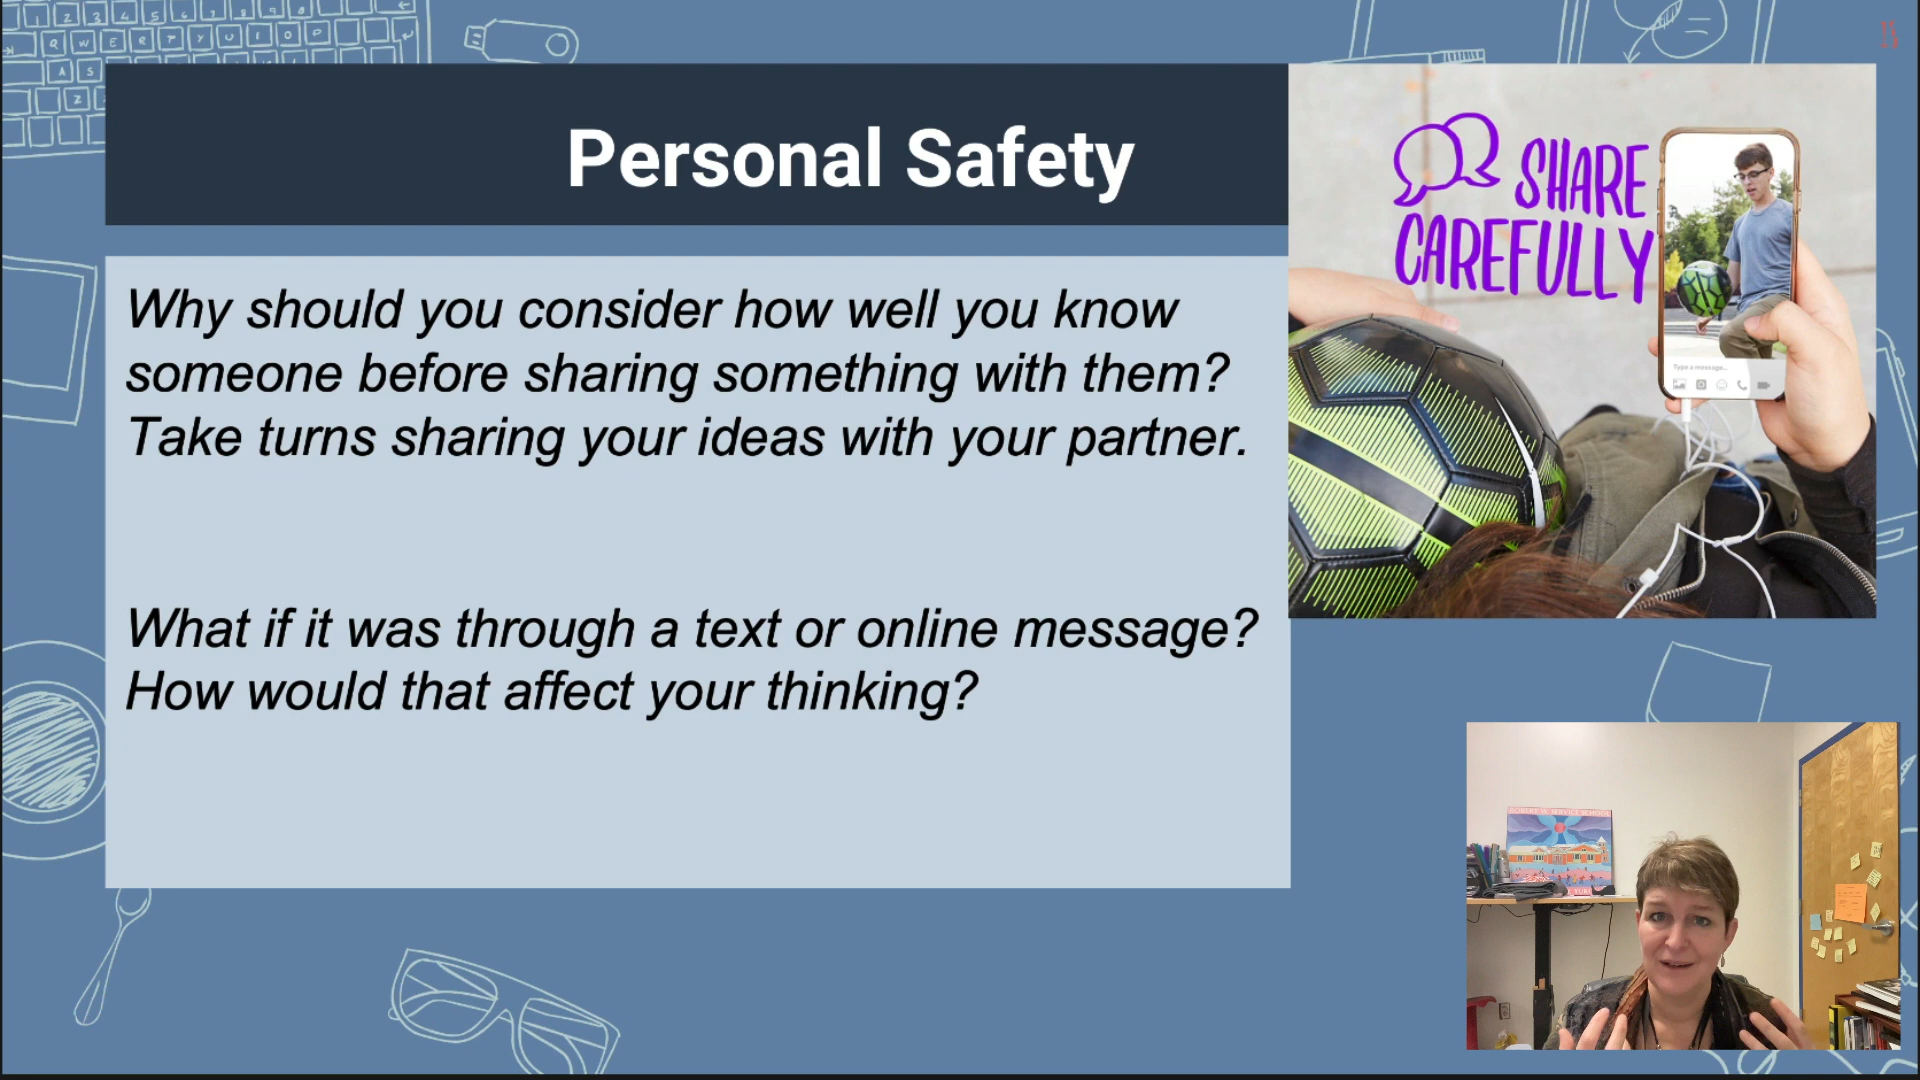 Personal Safety
SHARE
CAREFULLY
Type a message...
Why should you consider how well you know
someone before sharing something with them?
Take turns sharing your ideas with your partner.
What if it was through a text or online message?
How would that affect your thinking?